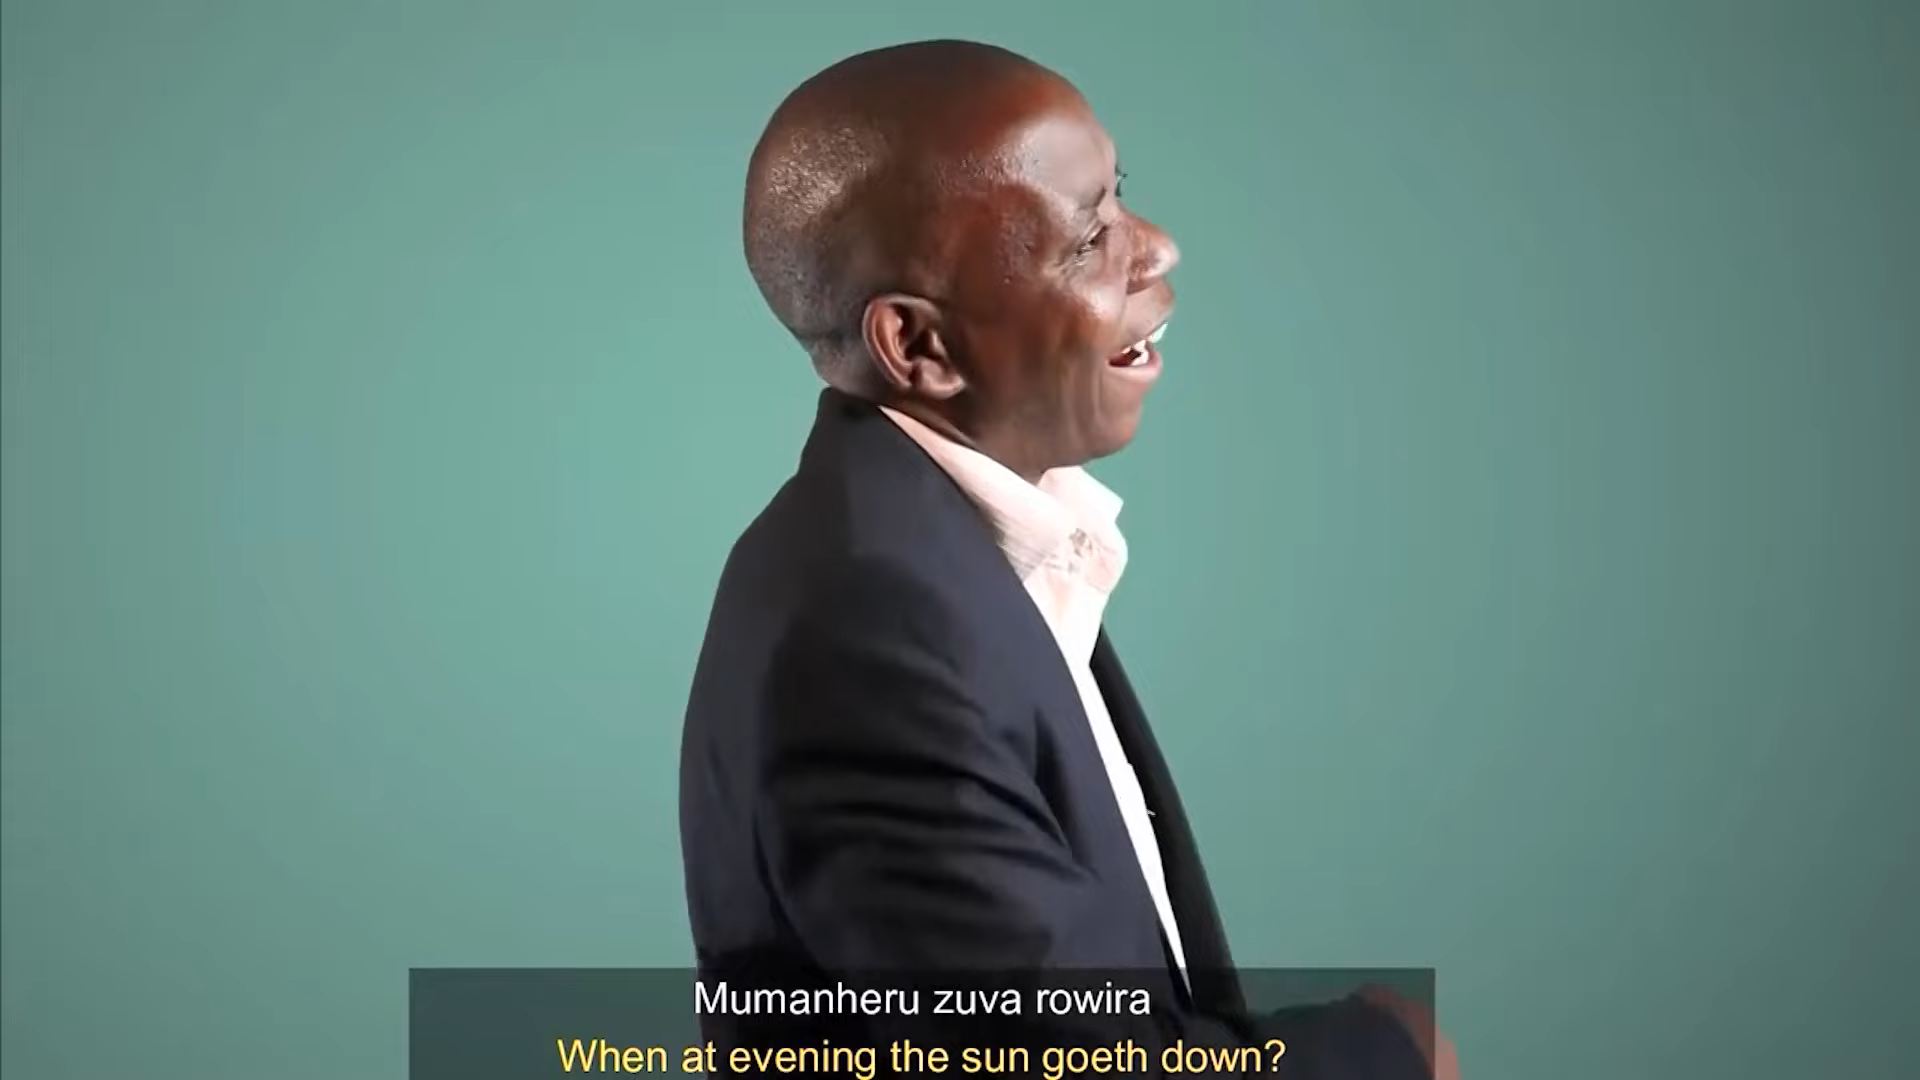 Mumanheru zuva rowira
When at evening the sun goeth down?